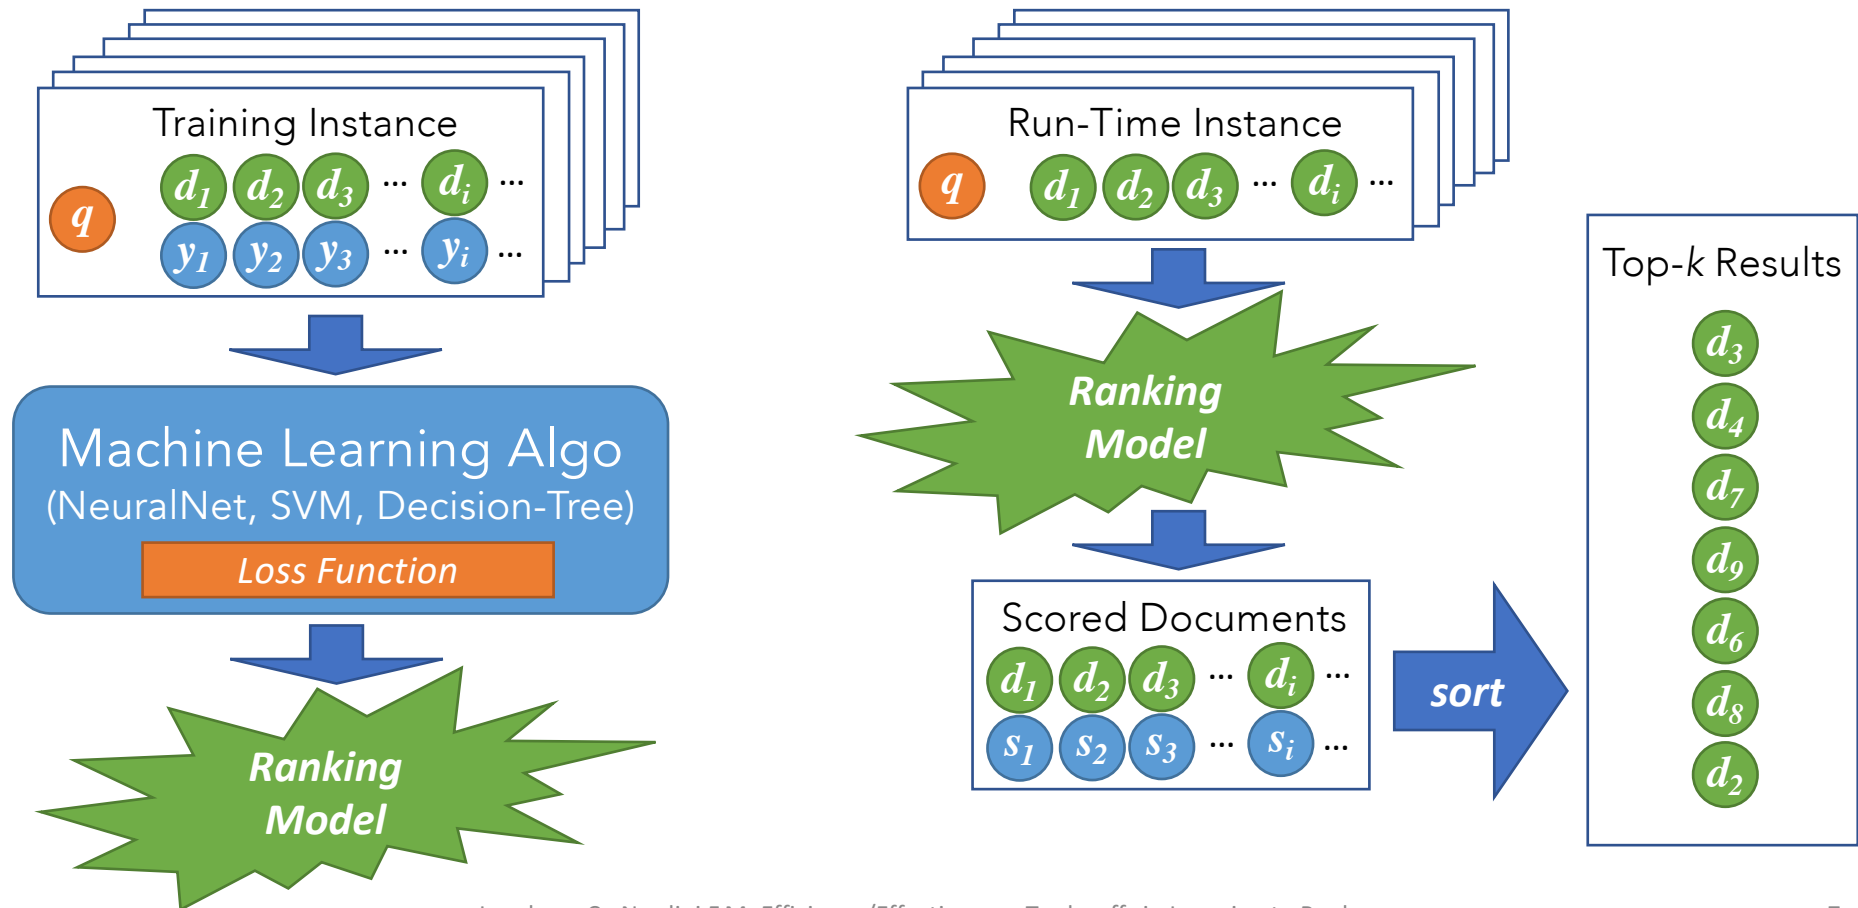 Training Instance
q
d1 d2 d3 ... di ...
y1 y2 y3 ... yi ...
Machine Learning Algo
(NeuralNet, SVM, Decision-Tree)
Loss Function
Ranking
Model
Run-Time Instance
q d1 d2 d3 ... di ...
Ranking
Model
Scored Documents
d1 d2 d3 ... di ...
s1 s2 s3 ... si ...
sort
Top-k Results
d3
d4
d7
d9
d6
d8
d2